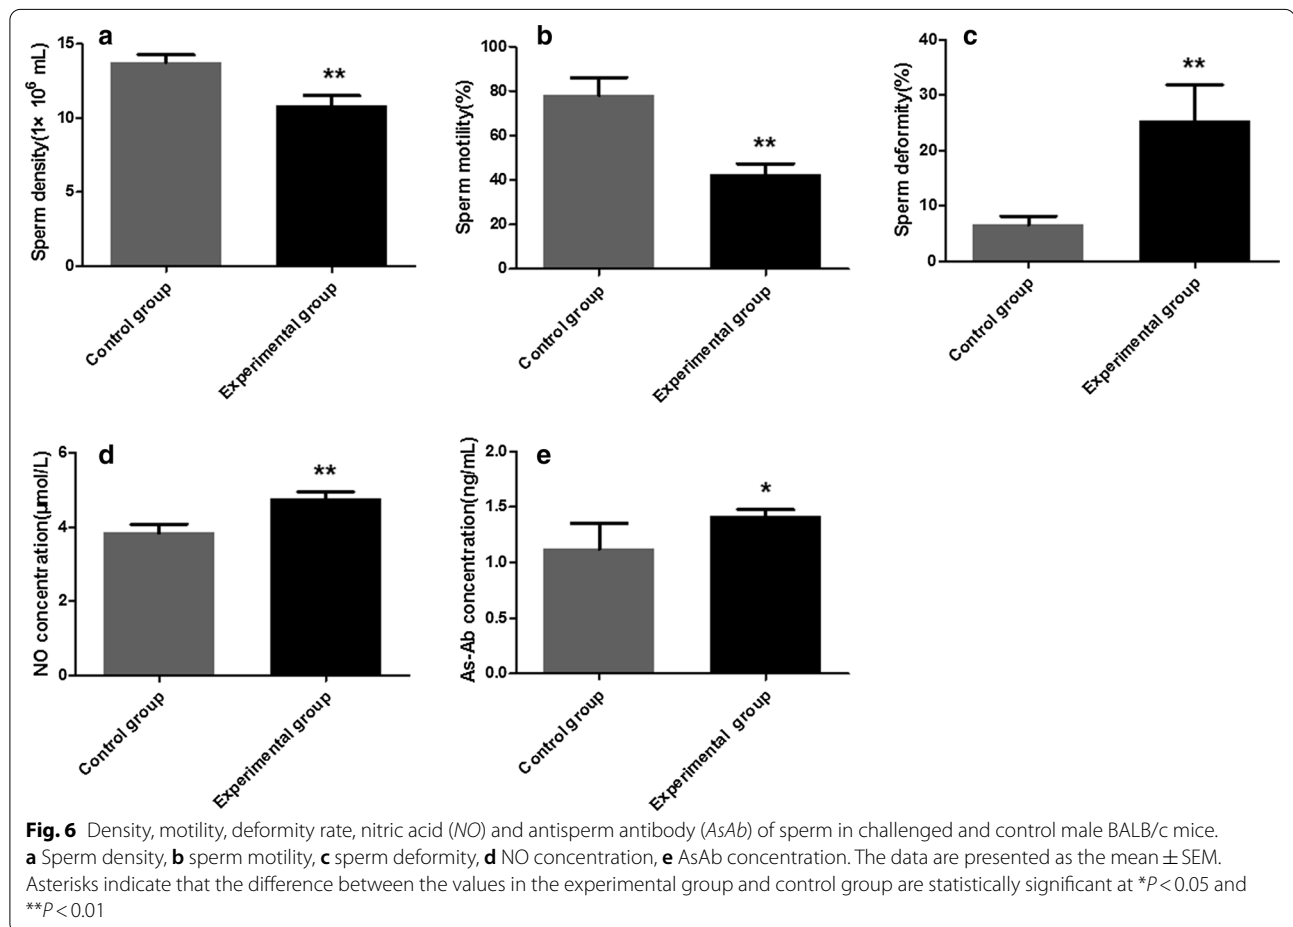 a
Sperm density(1× 10⁶ mL)
15
10
5
0
**
Control group
Experimental group
b
Sperm motility(%)
100
80
60
40
20
0
**
Control group
Experimental group
c
Sperm deformity(%)
40
30
20
10
0
**
Control group
Experimental group
d
NO concentration(μmol/L)
6
4
2
0
**
Control group
Experimental group
e
As-Ab concentration(ng/mL)
2.0
1.5
1.0
0.5
0.0
*
Control group
Experimental group
Fig. 6 Density, motility, deformity rate, nitric acid (NO) and antisperm antibody (AsAb) of sperm in challenged and control male BALB/c mice.
a Sperm density, b sperm motility, c sperm deformity, d NO concentration, e AsAb concentration. The data are presented as the mean ± SEM.
Asterisks indicate that the difference between the values in the experimental group and control group are statistically significant at *P < 0.05 and
**P < 0.01